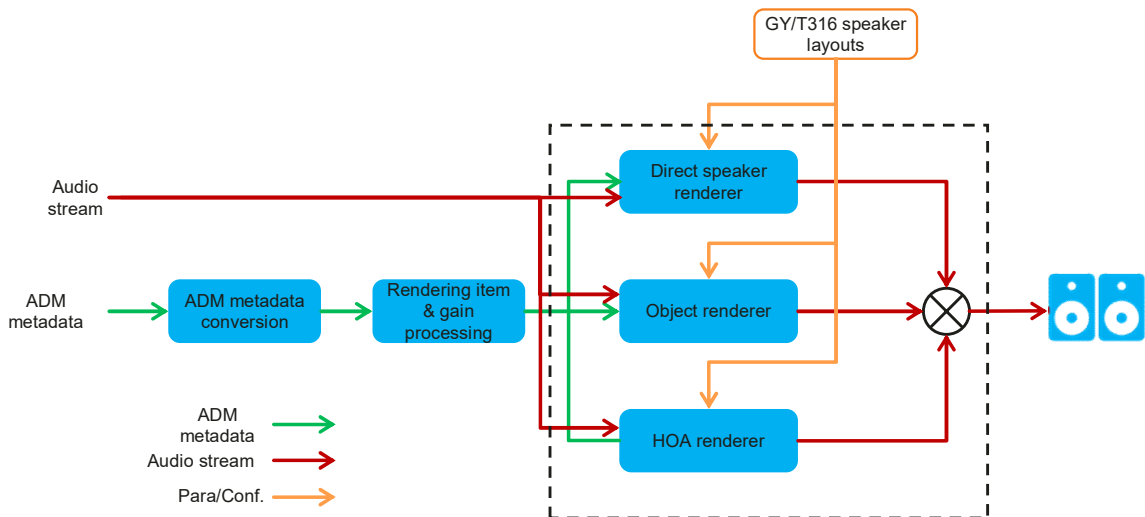 GY/T316 speaker
layouts
Direct speaker
renderer
Audio
stream
ADM
metadata
ADM metadata
conversion
Rendering item
& gain
processing
Object renderer
HOA renderer
ADM
metadata
Audio stream
Para/Conf.